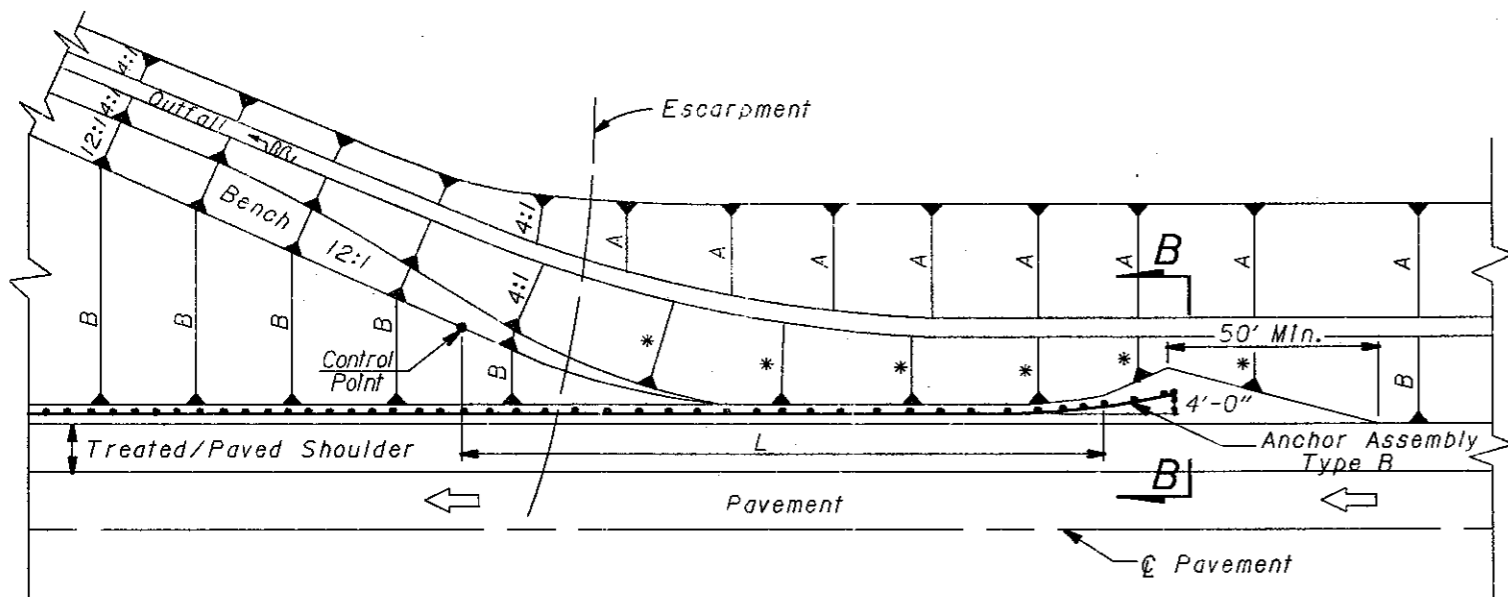 Escarpment
4:1
4:1
12:1
Outfall
4:1
A
A
A
A
A
A
A
B
Bench
12:1
4:1
50' Min.
B
B
B
B
Control
Point
B
*
*
*
*
*
*
B
4'-0"
Treated/Paved Shoulder
L
Anchor Assembly
Type B
B
Pavement
℄ Pavement